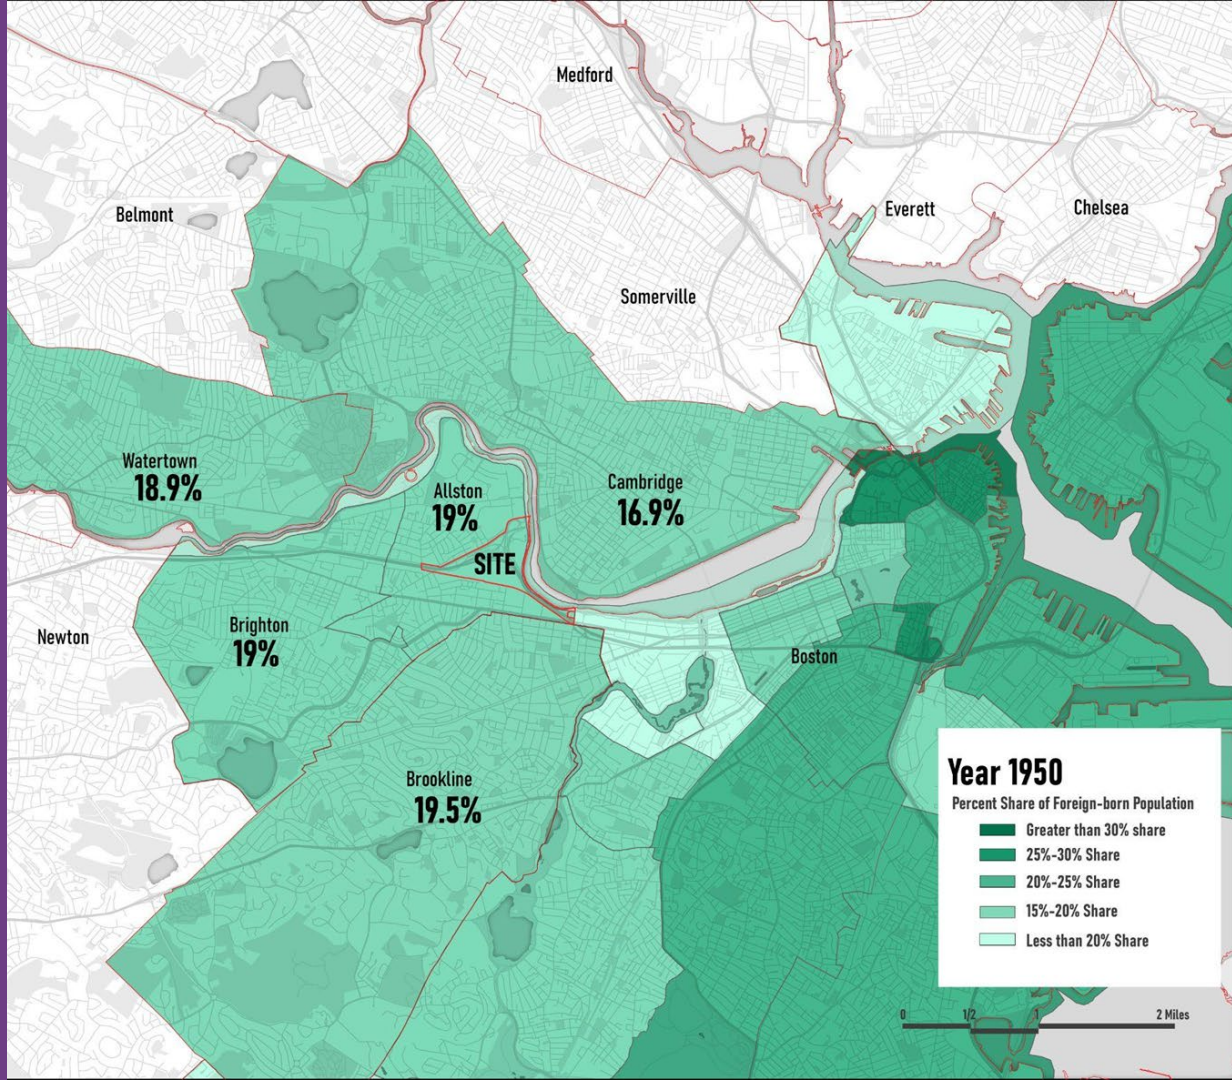 Medford
Belmont
Everett
Chelsea
Somerville
Watertown
18.9%
Allston
19%
Cambridge
16.9%
SITE
Newton
Brighton
19%
Boston
Brookline
19.5%
Year 1950
Percent Share of Foreign-born Population
Greater than 30% share
25%-30% Share
20%-25% Share
15%-20% Share
Less than 20% Share
0 1/2 1 2 Miles